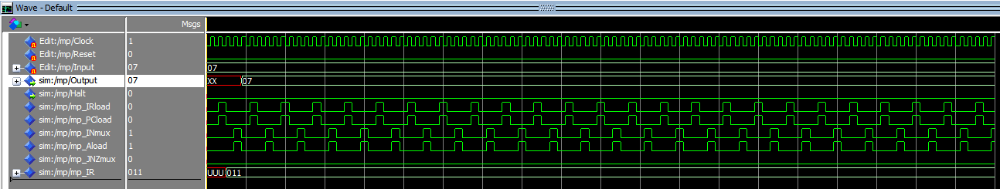 Wave - Default
Msgs
Edit:/mp/Clock 1
Edit:/mp/Reset 0
Edit:/mp/Input 07 07
sim:/mp/Output 07 XX 07
sim:/mp/Halt 0
sim:/mp/mp_IRload 0
sim:/mp/mp_PCload 0
sim:/mp/mp_INmux 1
sim:/mp/mp_Aload 1
sim:/mp/mp_JNZmux 0
sim:/mp/mp_IR 011 UUU 011